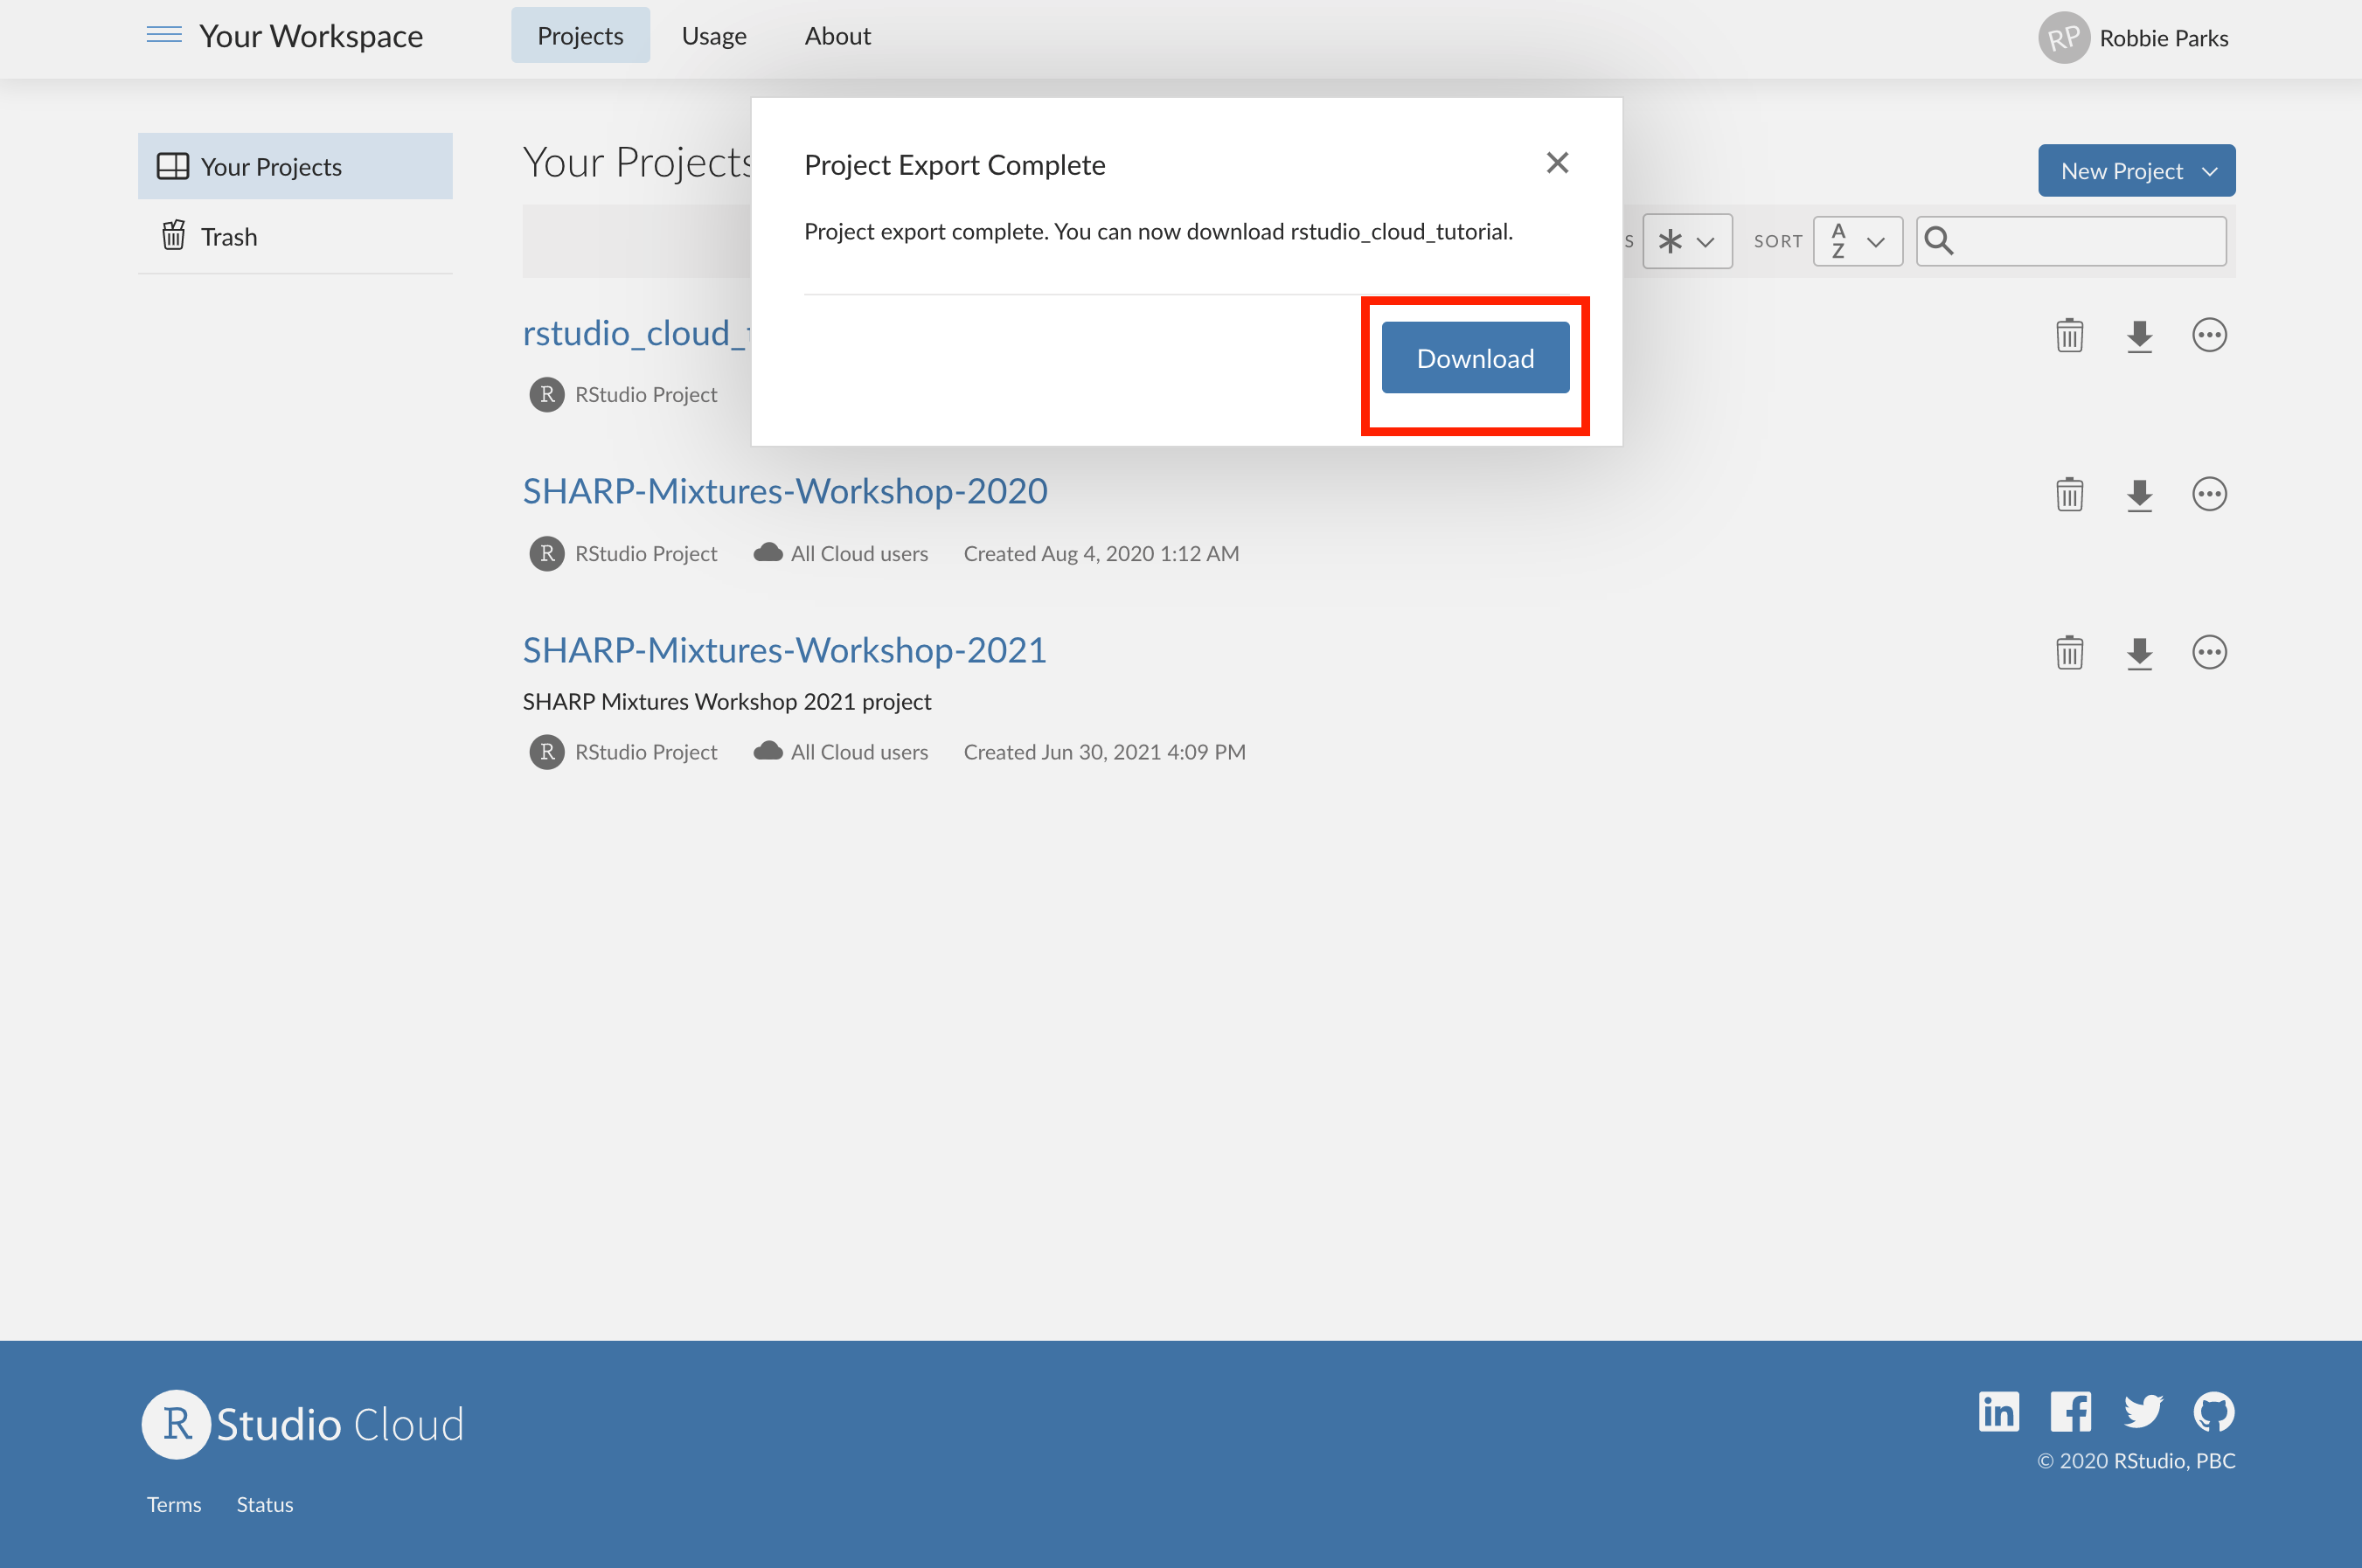 Your Workspace
Projects
Usage
About
RP
Robbie Parks
Your Projects
Trash
Your Projects
New Project
Project Export Complete
Project export complete. You can now download rstudio_cloud_tutorial.
Download
S
SORT
A
Z
rstudio_cloud_
R RStudio Project
SHARP-Mixtures-Workshop-2020
R RStudio Project All Cloud users Created Aug 4, 2020 1:12 AM
SHARP-Mixtures-Workshop-2021
SHARP Mixtures Workshop 2021 project
R RStudio Project All Cloud users Created Jun 30, 2021 4:09 PM
R Studio Cloud
in f
© 2020 RStudio, PBC
Terms Status